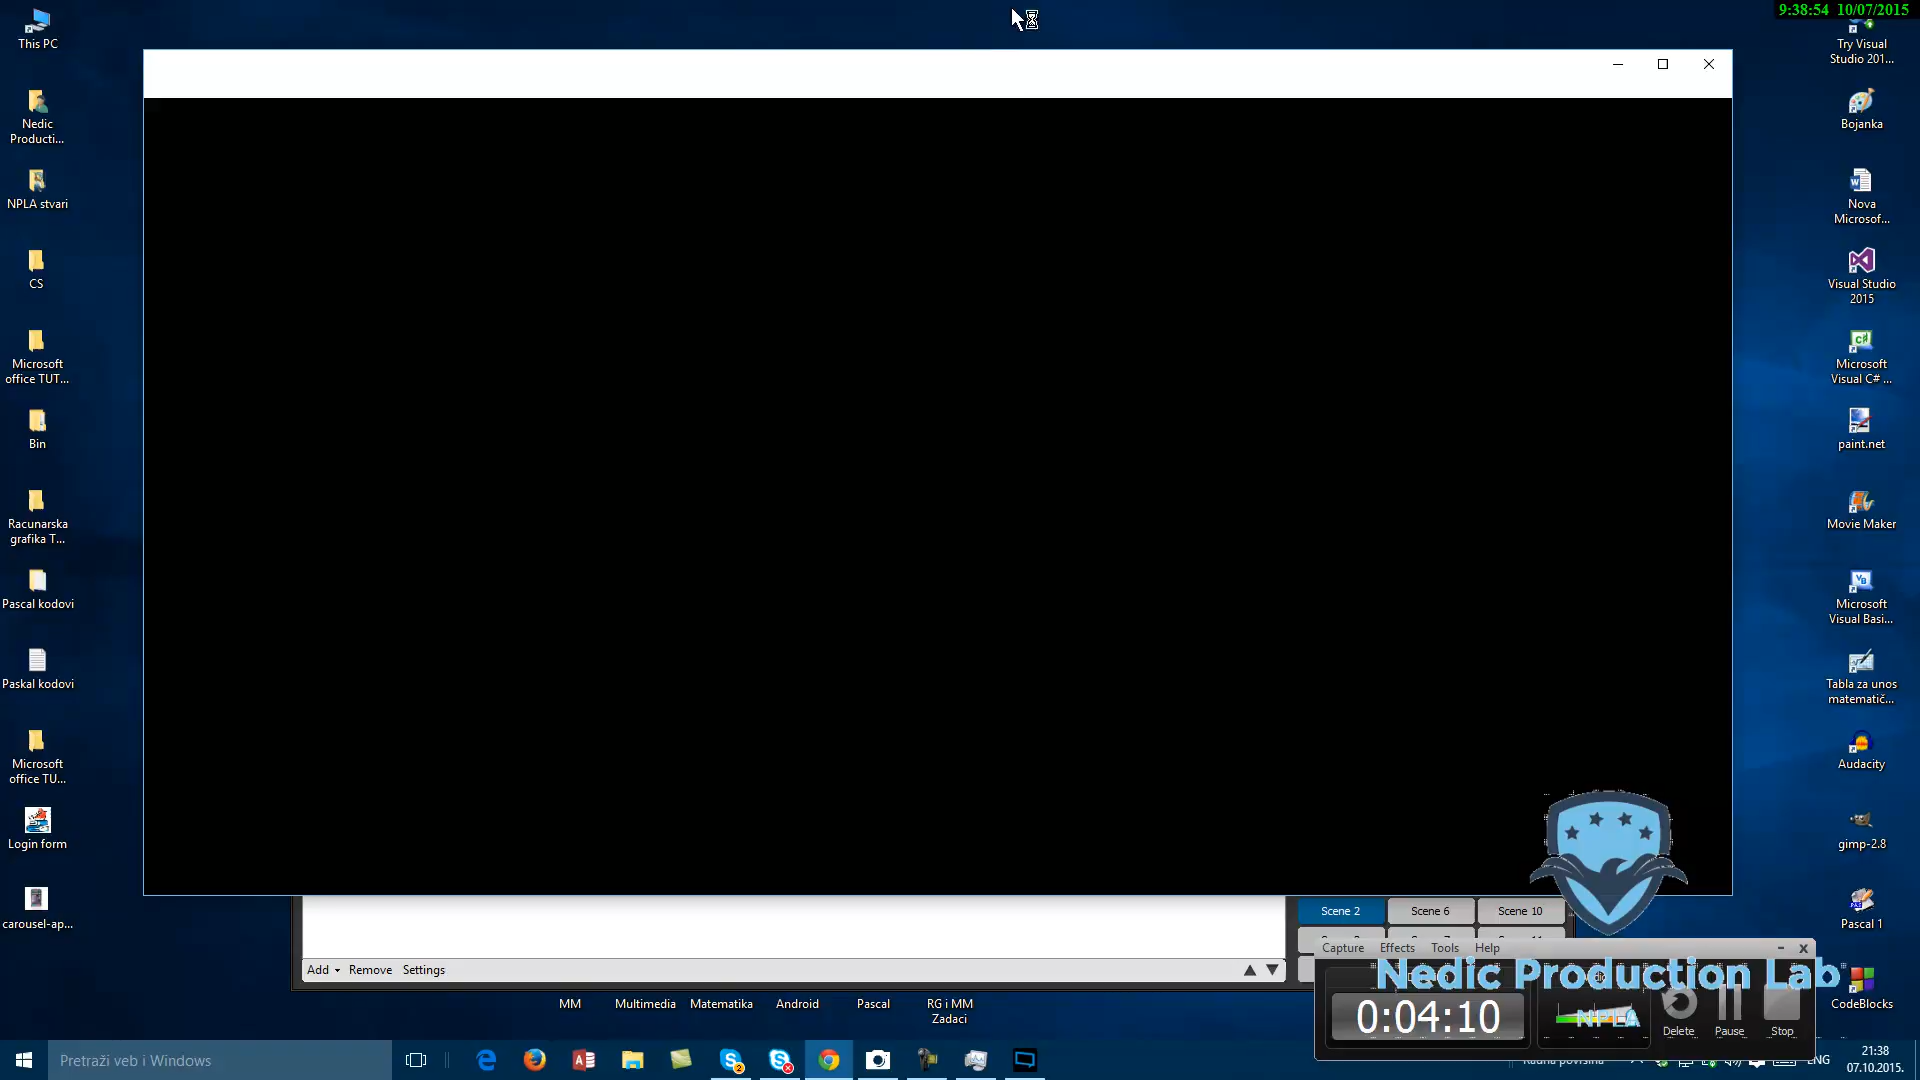 9:38:54 10/07/2015
This PC
Nedic
Producti...
NPLA stvari
CS
Microsoft
office TUT...
Bin
Racunarska
grafika T...
Pascal kodovi
Paskal kodovi
Microsoft
office TU...
Login form
carousel-ap...
Try Visual
Studio 201...
Bojanka
Nova
Microsof...
Visual Studio
2015
Microsoft
Visual C# ...
paint.net
Movie Maker
Microsoft
Visual Basi...
Tabla za unos
matematič...
Audacity
gimp-2.8
Pascal 1
CodeBlocks
Scene 2
Scene 6
Scene 10
Add
Remove
Settings
Capture
Effects
Tools
Help
Nedic Production Lab
0:04:10
NPLA
Delete
Pause
Stop
MM
Multimedia
Matematika
Android
Pascal
RG i MM
Zadaci
Pretraži veb i Windows
ENG
21:38
07.10.2015.